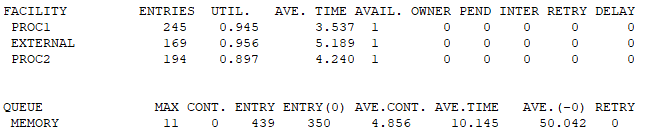 FACILITY ENTRIES UTIL. AVE. TIME AVAIL. OWNER PEND INTER RETRY DELAY
PROC1 245 0.945 3.537 1 0 0 0 0 0
EXTERNAL 169 0.956 5.189 1 0 0 0 0 0
PROC2 194 0.897 4.240 1 0 0 0 0 0
QUEUE MAX CONT. ENTRY ENTRY(0) AVE.CONT. AVE.TIME AVE.(-0) RETRY
MEMORY 11 0 439 350 4.856 10.145 50.042 0